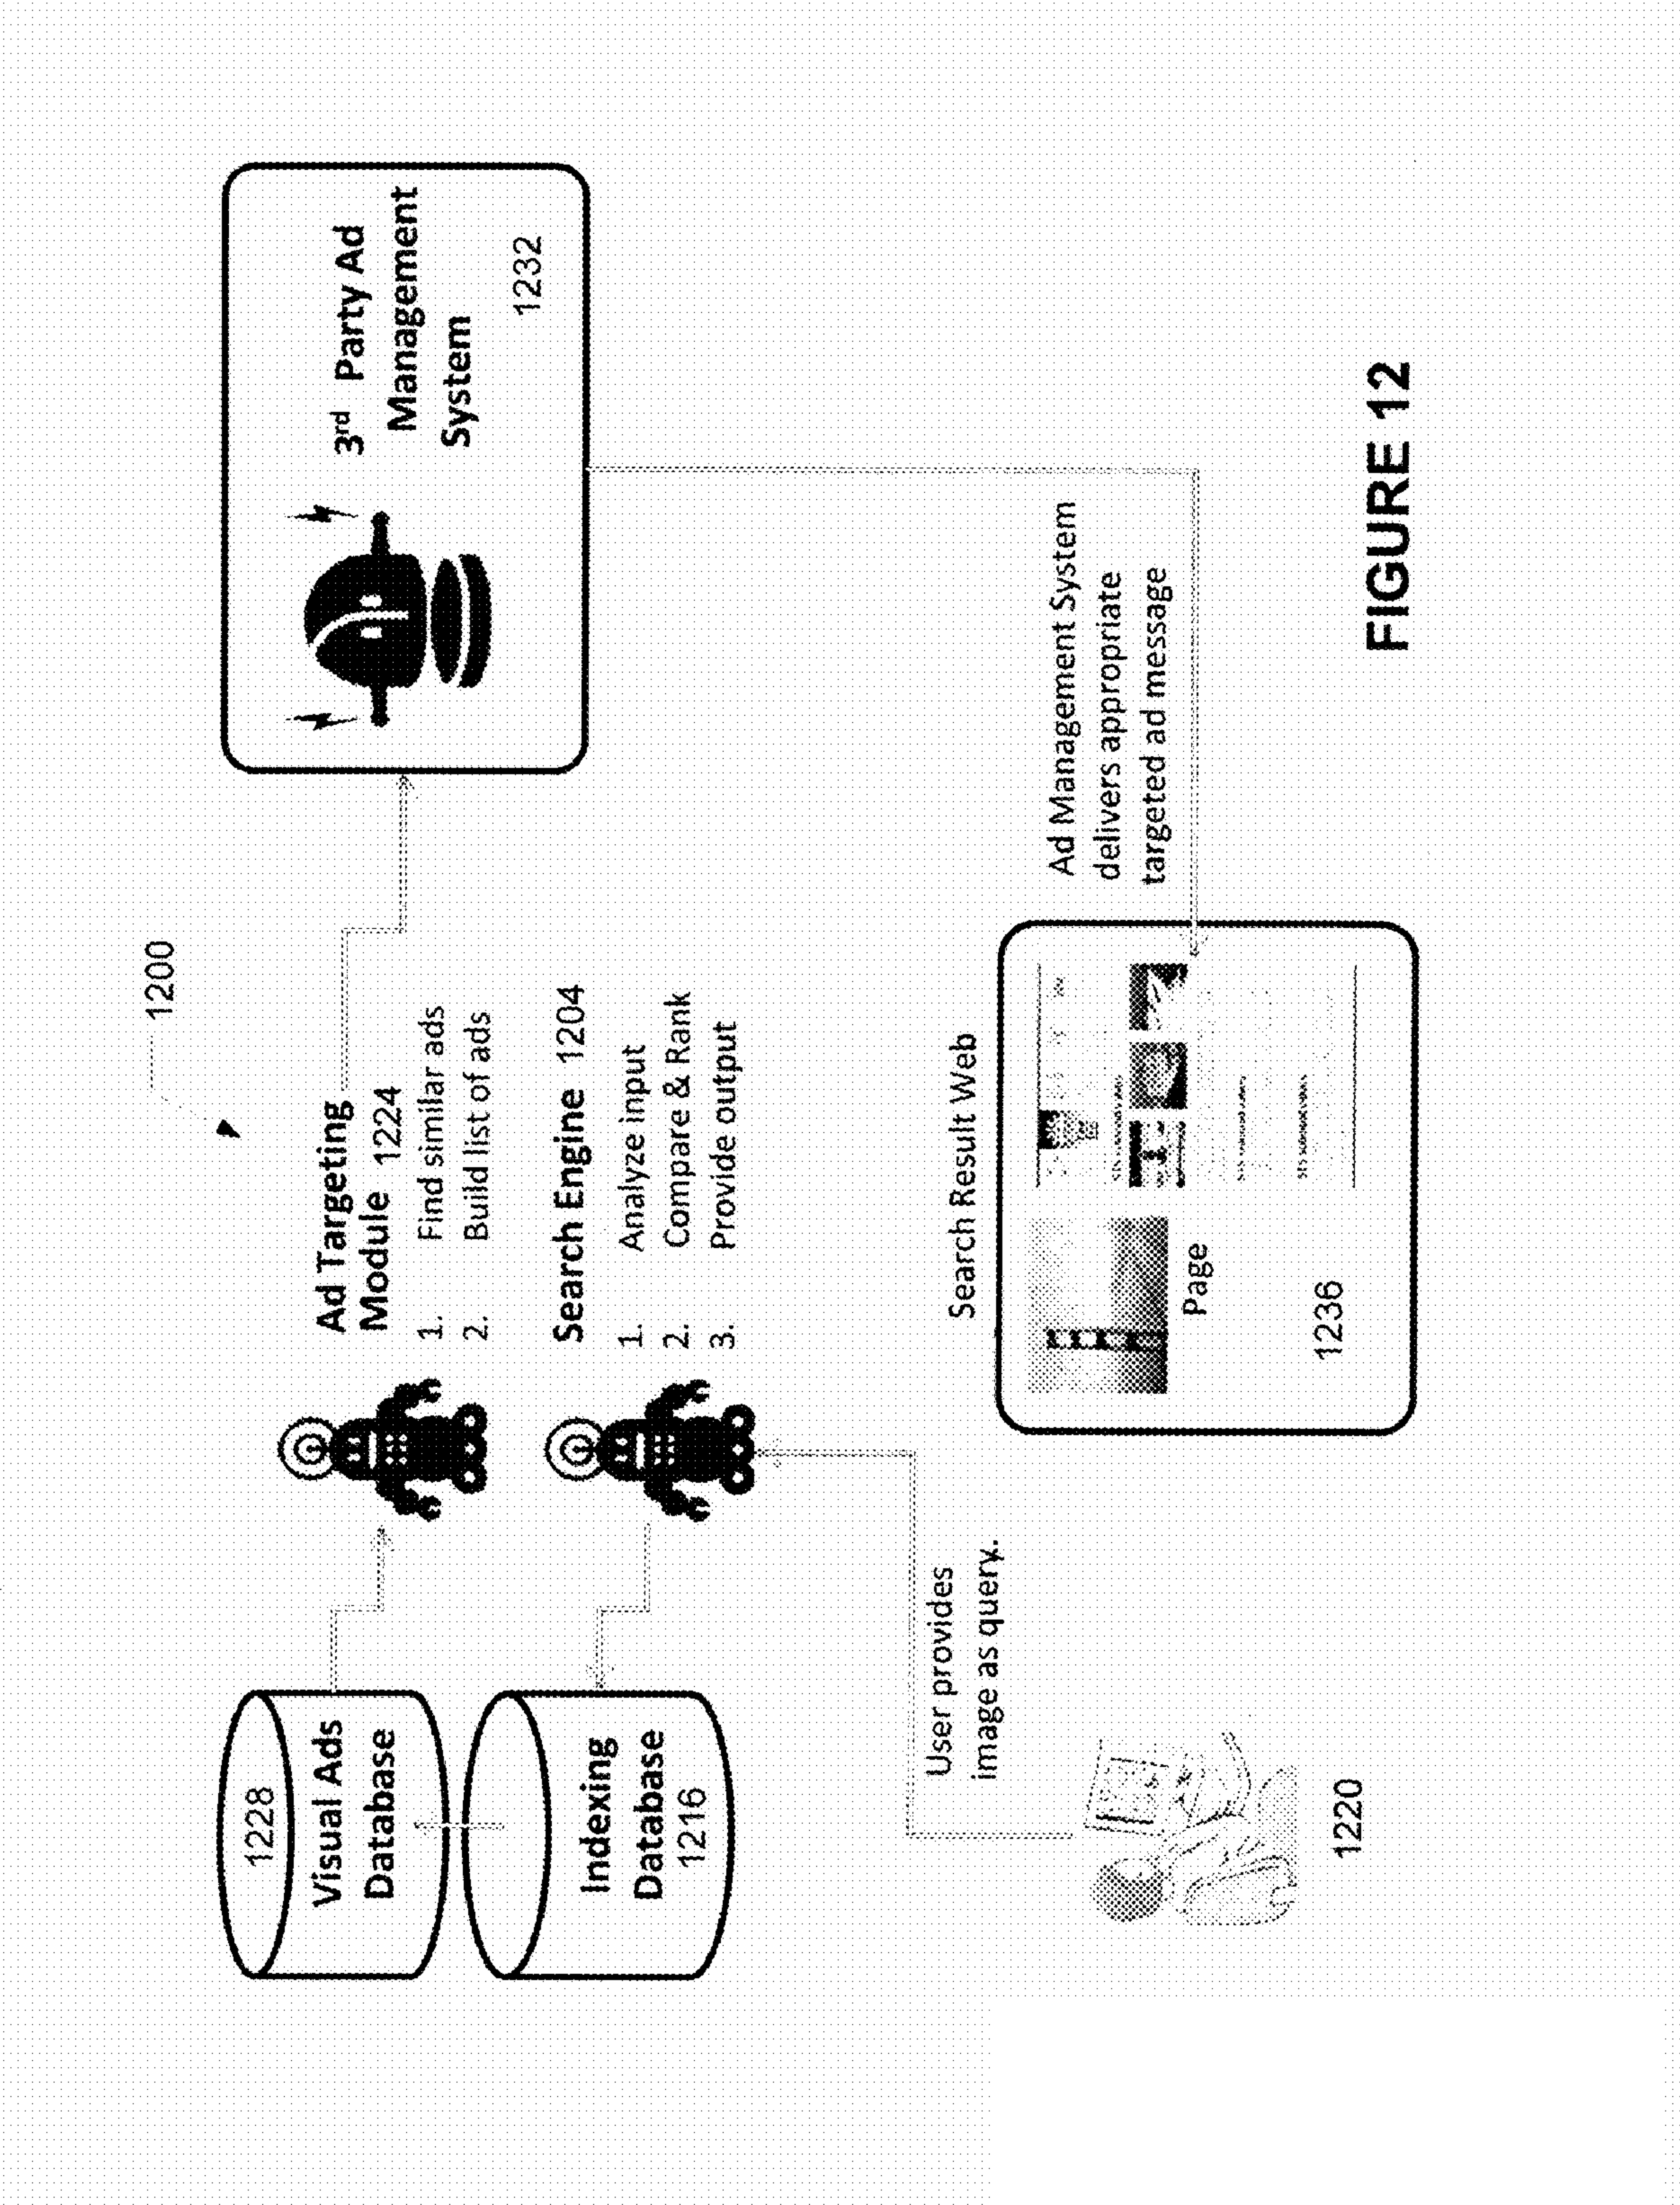 1200
1228
Visual Ads
Database
Ad Targeting
Module 1224
1. Find similar ads
2. Build list of ads
3rd Party Ad
Management
System
1232
Indexing
Database
1216
Search Engine 1204
1. Analyze input
2. Compare & Rank
3. Provide output
User provides
image as query.
1220
Search Result Web
Page
1236
Ad Management System
delivers appropriate
targeted ad message
FIGURE 12